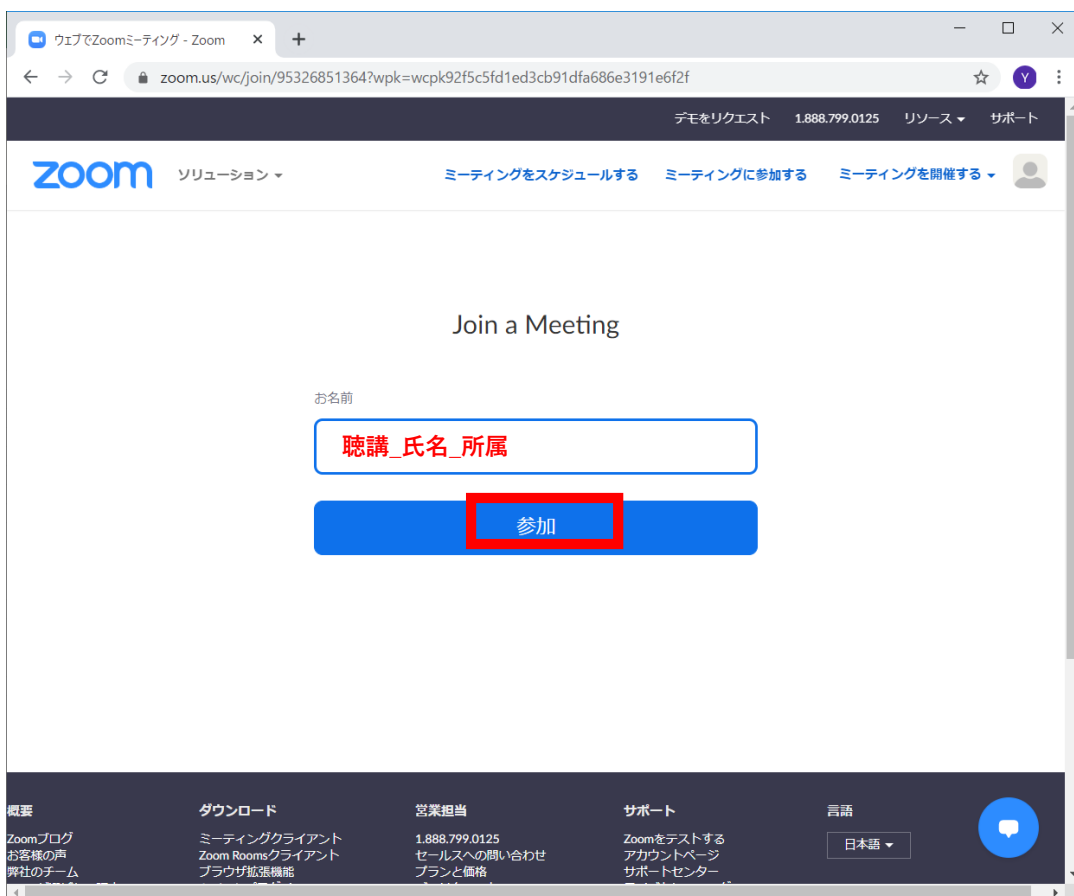 ウェブでZoomミーティング - Zoom
zoom.us/wc/join/95326851364?wpk=wcpk92f5c5fd1ed3cb91dfa686e3191e6f2f
Y
デモをリクエスト 1.888.799.0125 リソース サポート
zoom ソリューション ミーティングをスケジュールする ミーティングに参加する ミーティングを開催する
Join a Meeting
お名前
聴講_氏名_所属
参加
概要 ダウンロード 営業担当 サポート 言語
Zoomブログ ミーティングクライアント 1.888.799.0125 Zoomをテストする 日本語
お客様の声 Zoom Roomsクライアント セールスへの問い合わせ アカウントページ
弊社のチーム ブラウザ拡張機能 プランと価格 サポートセンター